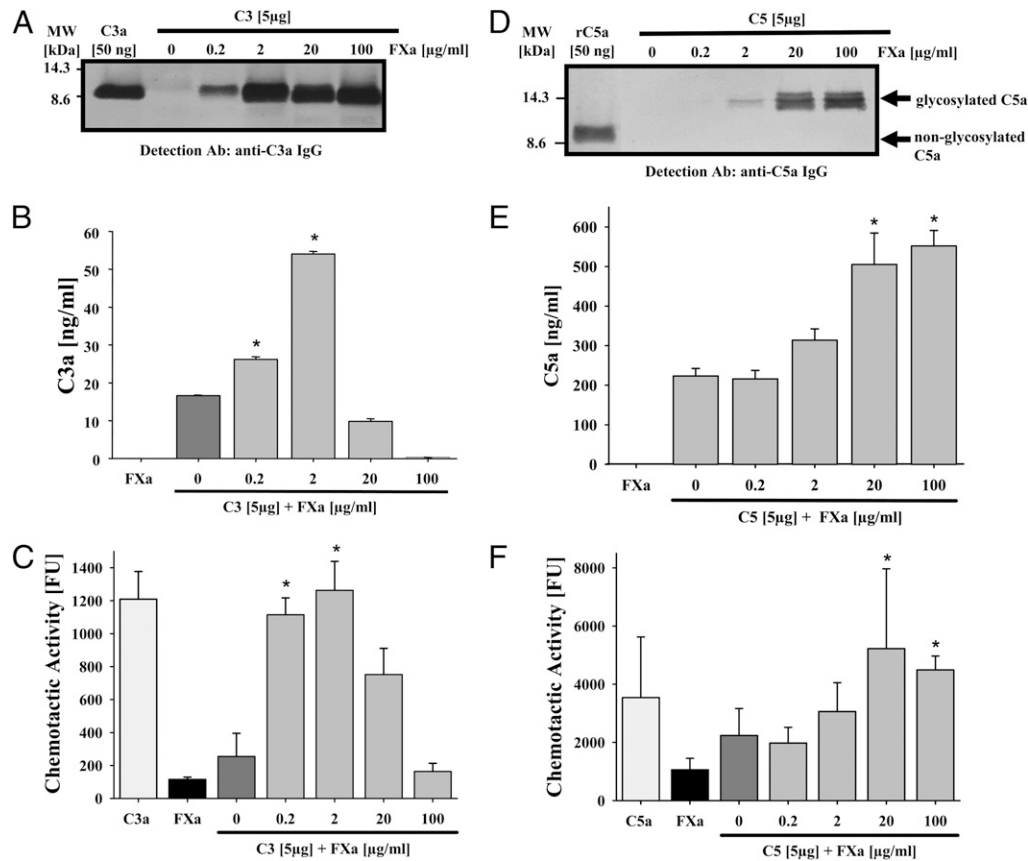 A
C3 [5µg]
MW C3a
[kDa] [50 ng] 0 0.2 2 20 100 FXa [µg/ml]
14.3
8.6
Detection Ab: anti-C3a IgG
D
C5 [5µg]
MW rC5a
[kDa] [50 ng] 0 0.2 2 20 100 FXa [µg/ml]
14.3
glycosylated C5a
8.6
non-glycosylated
C5a
Detection Ab: anti-C5a IgG
B
C3a [ng/ml]
60
50
40
30
20
10
0
* *
FXa 0 0.2 2 20 100
C3 [5µg] + FXa [µg/ml]
E
C5a [ng/ml]
600
500
400
300
200
100
0
* *
FXa 0 0.2 2 20 100
C5 [5µg] + FXa [µg/ml]
C
Chemotactic Activity [FU]
1400
1200
1000
800
600
400
200
0
* *
C3a FXa 0 0.2 2 20 100
C3 [5µg] + FXa [µg/ml]
F
Chemotactic Activity [FU]
8000
6000
4000
2000
0
* *
C5a FXa 0 0.2 2 20 100
C5 [5µg] + FXa [µg/ml]